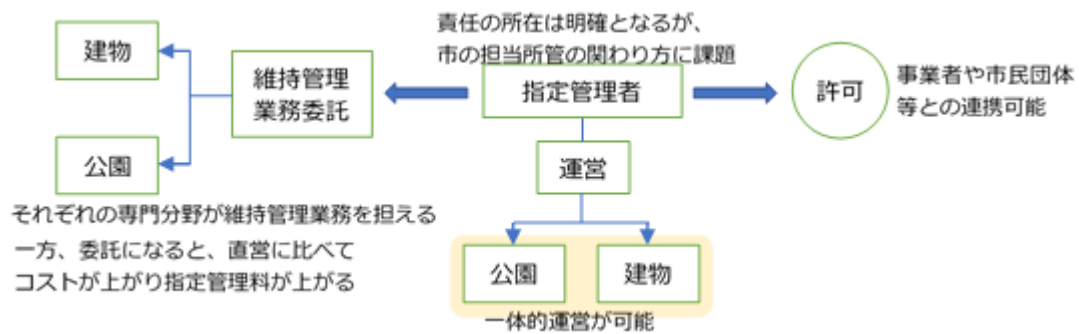 責任の所在は明確となるが、
市の担当所管の関わり方に課題
建物
維持管理
業務委託
指定管理者
許可
事業者や市民団体
等との連携可能
公園
運営
それぞれの専門分野が維持管理業務を担える
一方、委託になると、直営に比べて
コストが上がり指定管理料が上がる
公園
建物
一体的運営が可能